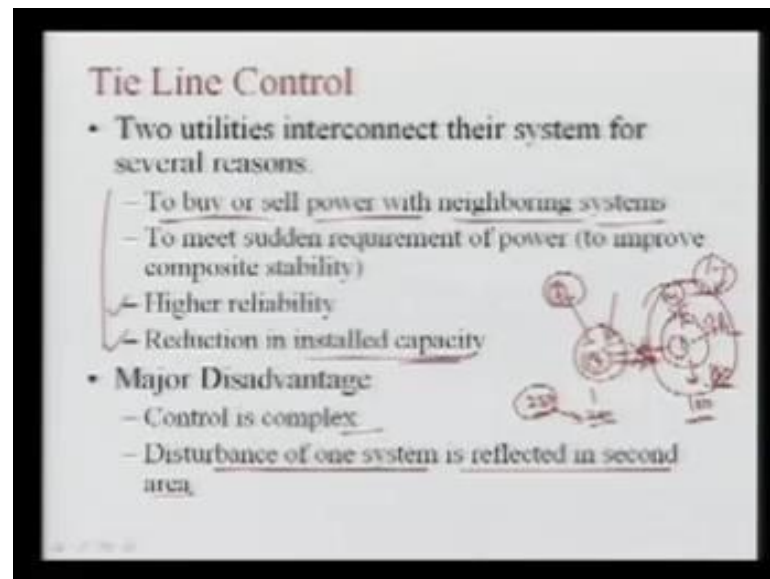 Tie Line Control
• Two utilities interconnect their system for
several reasons.
– To buy or sell power with neighboring systems
– To meet sudden requirement of power (to improve
composite stability)
– Higher reliability
– Reduction in installed capacity
• Major Disadvantage
– Control is complex
– Disturbance of one system is reflected in second
area.